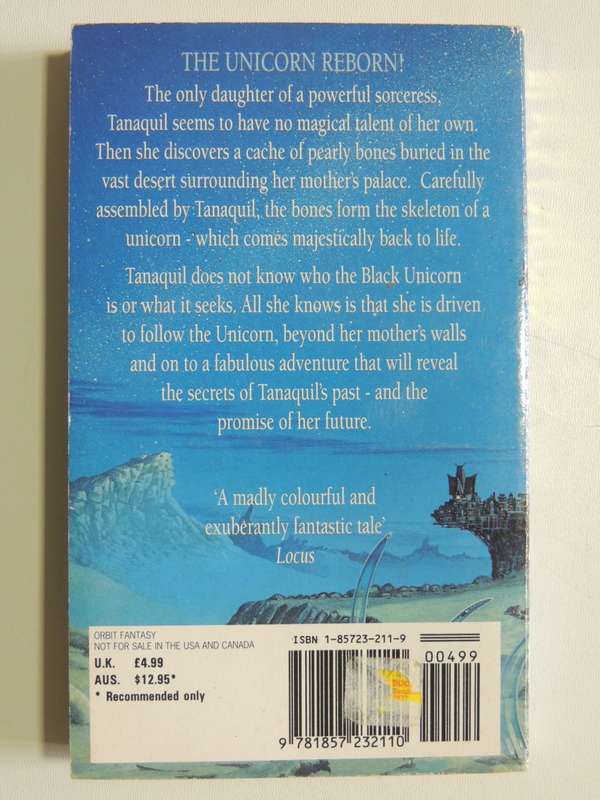 THE UNICORN REBORN!
The only daughter of a powerful sorceress,
Tanaquil seems to have no magical talent of her own.
Then she discovers a cache of pearly bones buried in the
vast desert surrounding her mother's palace. Carefully
assembled by Tanaquil, the bones form the skeleton of a
unicorn - which comes majestically back to life.
Tanaquil does not know who the Black Unicorn
is or what it seeks. All she knows is that she is driven
to follow the Unicorn, beyond her mother's walls
and on to a fabulous adventure that will reveal
the secrets of Tanaquil's past - and the
promise of her future.
'A madly colourful and
exuberantly fantastic tale'
Locus
ORBIT FANTASY
NOT FOR SALE IN THE USA AND CANADA
U.K. £4.99
AUS. $12.95*
* Recommended only
ISBN 1-85723-211-9
00499
9 781857 232110